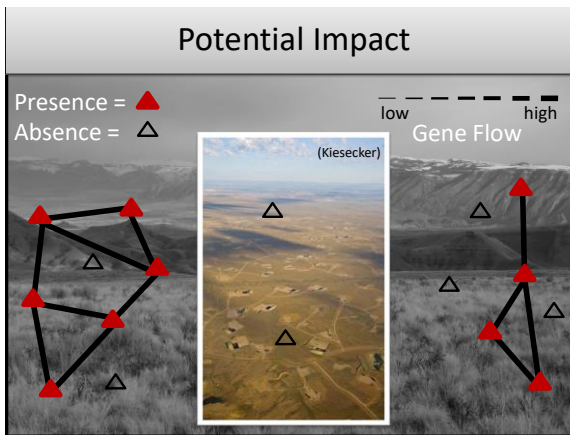 Potential Impact
Presence =
Absence =
low high
Gene Flow
(Kiesecker)